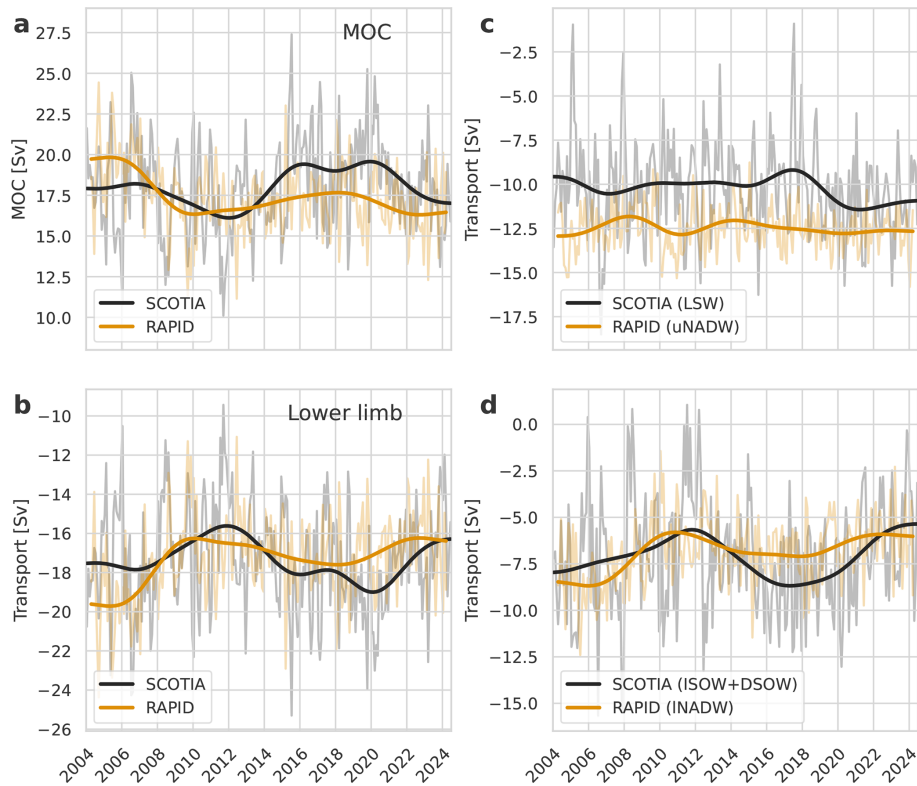 a
MOC
MOC [Sv]
27.5
25.0
22.5
20.0
17.5
15.0
12.5
10.0
SCOTIA
RAPID
c
Transport [Sv]
−2.5
−5.0
−7.5
−10.0
−12.5
−15.0
−17.5
SCOTIA (LSW)
RAPID (uNADW)
b
Lower limb
Transport [Sv]
−10
−12
−14
−16
−18
−20
−22
−24
−26
SCOTIA
RAPID
2004
2006
2008
2010
2012
2014
2016
2018
2020
2022
2024
d
Transport [Sv]
0.0
−2.5
−5.0
−7.5
−10.0
−12.5
−15.0
SCOTIA (ISOW+DSOW)
RAPID (lNADW)
2004
2006
2008
2010
2012
2014
2016
2018
2020
2022
2024